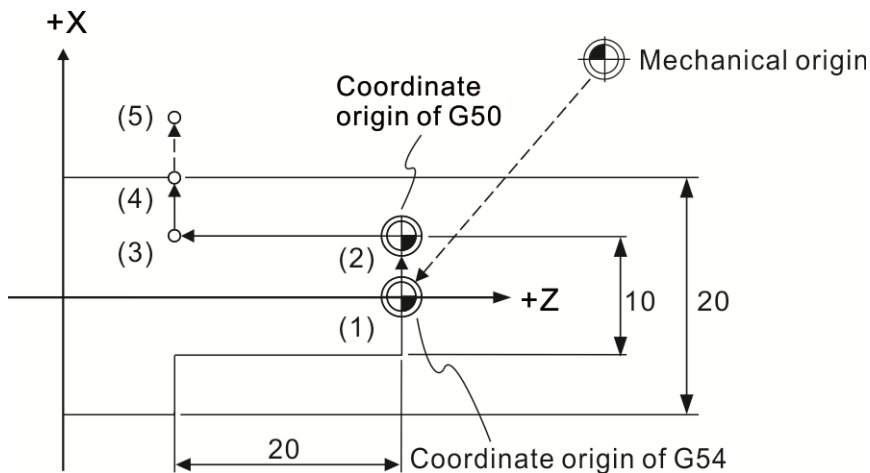 +X
Mechanical origin
Coordinate
origin of G50
(5)
(4)
(3)
(2)
+Z
10
20
(1)
20
Coordinate origin of G54